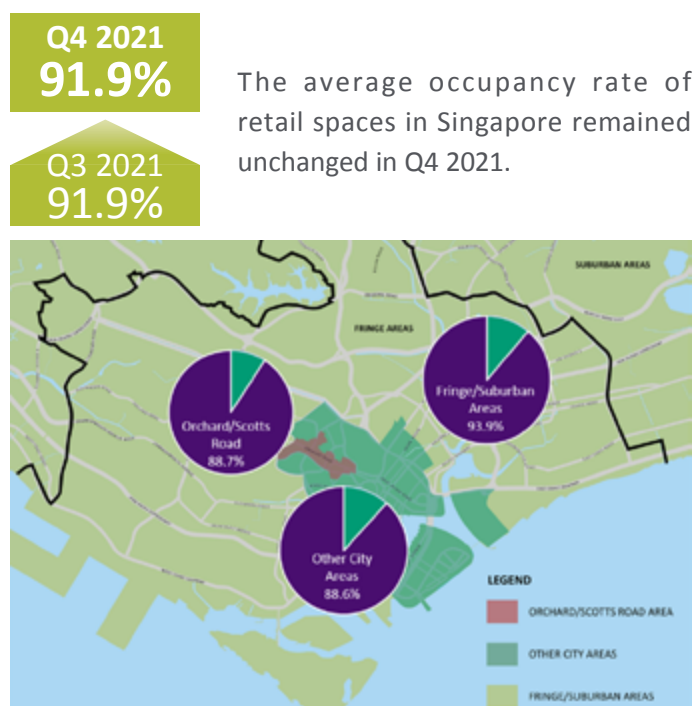 Q4 2021
91.9%
Q3 2021
91.9%
The average occupancy rate of
retail spaces in Singapore remained
unchanged in Q4 2021.
SUBURBAN AREAS
FRINGE AREAS
Fringe/Suburban
Areas
93.9%
Orchard/Scotts
Road
88.7%
Other City
Areas
88.6%
LEGEND
ORCHARD/SCOTTS ROAD AREA
OTHER CITY AREAS
FRINGE/SUBURBAN AREAS